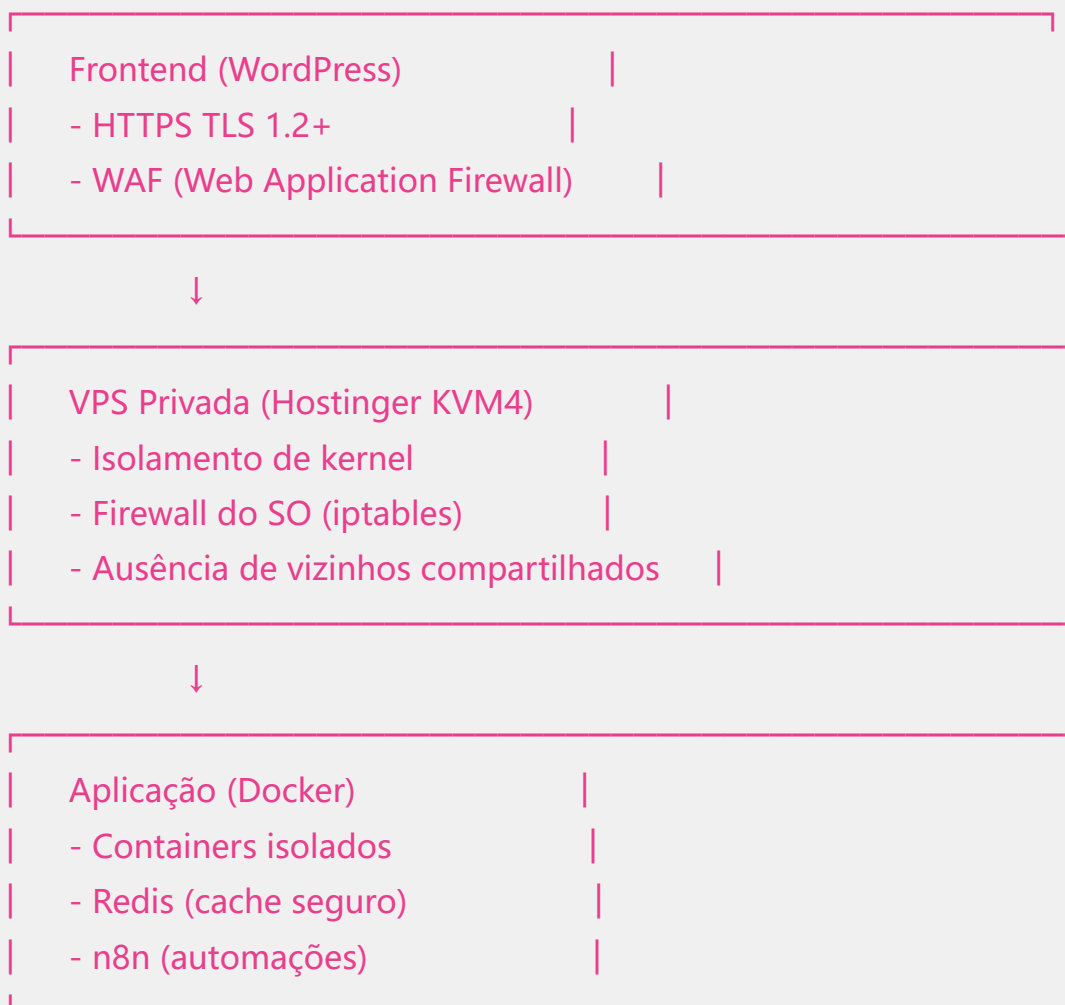 Frontend (WordPress)
- HTTPS TLS 1.2+
- WAF (Web Application Firewall)
↓
VPS Privada (Hostinger KVM4)
- Isolamento de kernel
- Firewall do SO (iptables)
- Ausência de vizinhos compartilhados
↓
Aplicação (Docker)
- Containers isolados
- Redis (cache seguro)
- n8n (automações)